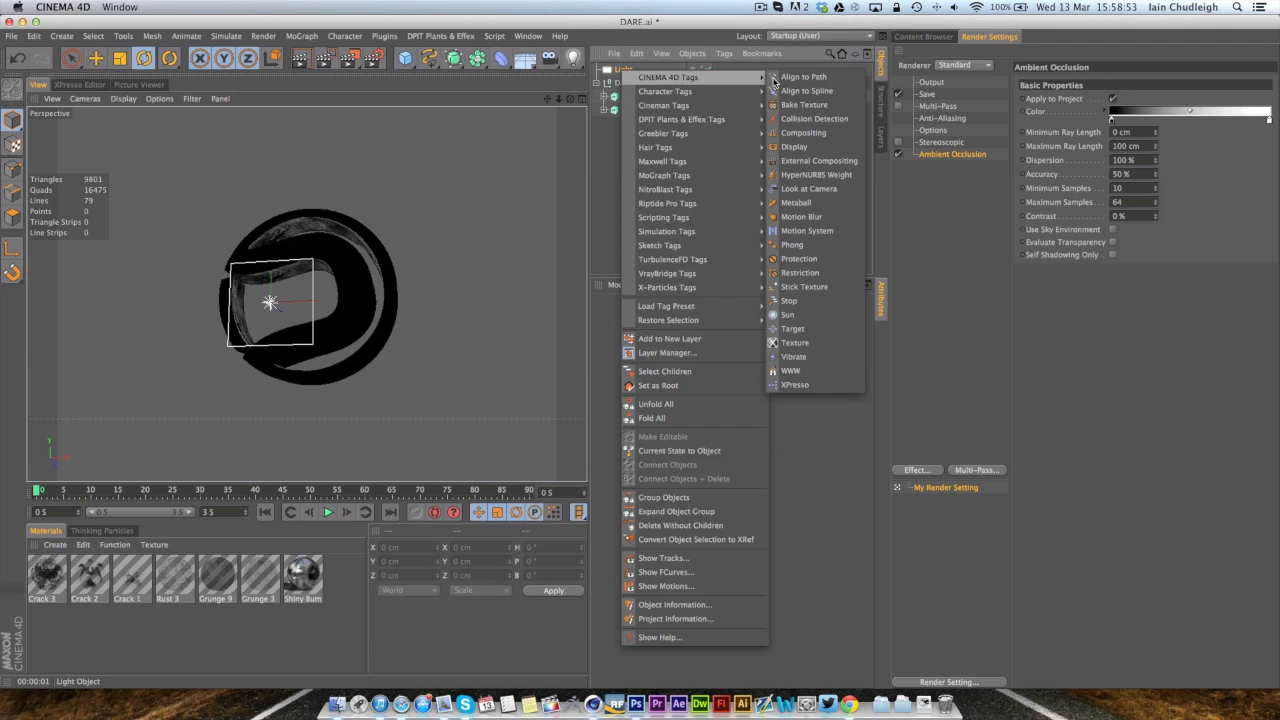 CINEMA 4D Window
2 100% Wed 13 Mar 15:58:53 Iain Chudleigh
DARE.ai *
File Edit Create Select Tools Mesh Animate Simulate Render MoGraph Character Plugins DPIT Plants & Effex Script Window Help Layout: Startup (User)
X Y Z
File Edit View Objects Tags Bookmarks
Content Browser Render Settings
View XPresso Editor Picture Viewer
View Cameras Display Options Filter Panel
Perspective
Triangles 9801
Quads 16475
Lines 79
Points 0
Triangle Strips 0
Line Strips 0
Y
Light
CINEMA 4D Tags
Character Tags
Cineman Tags
DPIT Plants & Effex Tags
Greebler Tags
Hair Tags
Maxwell Tags
MoGraph Tags
NitroBlast Tags
Riptide Pro Tags
Scripting Tags
Simulation Tags
Sketch Tags
TurbulenceFD Tags
VrayBridge Tags
X-Particles Tags
Load Tag Preset
Restore Selection
Add to New Layer
Layer Manager...
Select Children
Set as Root
Unfold All
Fold All
Make Editable
Current State to Object
Connect Objects
Connect Objects + Delete
Group Objects
Expand Object Group
Delete Without Children
Convert Object Selection to XRef
Show Tracks...
Show FCurves...
Show Motions...
Object Information...
Project Information...
Show Help...
Align to Path
Align to Spline
Bake Texture
Collision Detection
Compositing
Display
External Compositing
HyperNURBS Weight
Look at Camera
Metaball
Motion Blur
Motion System
Phong
Protection
Restriction
Stick Texture
Stop
Sun
Target
Texture
Vibrate
WWW
XPresso
Objects
Structure
Layers
Attributes
Renderer Standard
Output
Save
Multi-Pass
Anti-Aliasing
Options
Stereoscopic
Ambient Occlusion
Effect... Multi-Pass...
My Render Setting
Render Setting...
Ambient Occlusion
Basic Properties
Apply to Project
Color
Minimum Ray Length 0 cm
Maximum Ray Length 100 cm
Dispersion 100 %
Accuracy 50 %
Minimum Samples 10
Maximum Samples 64
Contrast 0 %
Use Sky Environment
Evaluate Transparency
Self Shadowing Only
0 5 10 15 20 25 30 35 40 45 50 55 60 65 70 75 80 85 90 0 S
0 S 0 S 3 S 3 S
Materials Thinking Particles
Create Edit Function Texture
Crack 3 Crack 2 Crack 1 Rust 3 Grunge 9 Grunge 3 Shiny Bum
-- -- --
X 0 cm X 0 cm H 0 °
Y 0 cm Y 0 cm P 0 °
Z 0 cm Z 0 cm B 0 °
World Scale Apply
MAXON
CINEMA 4D
00:00:01 Light Object